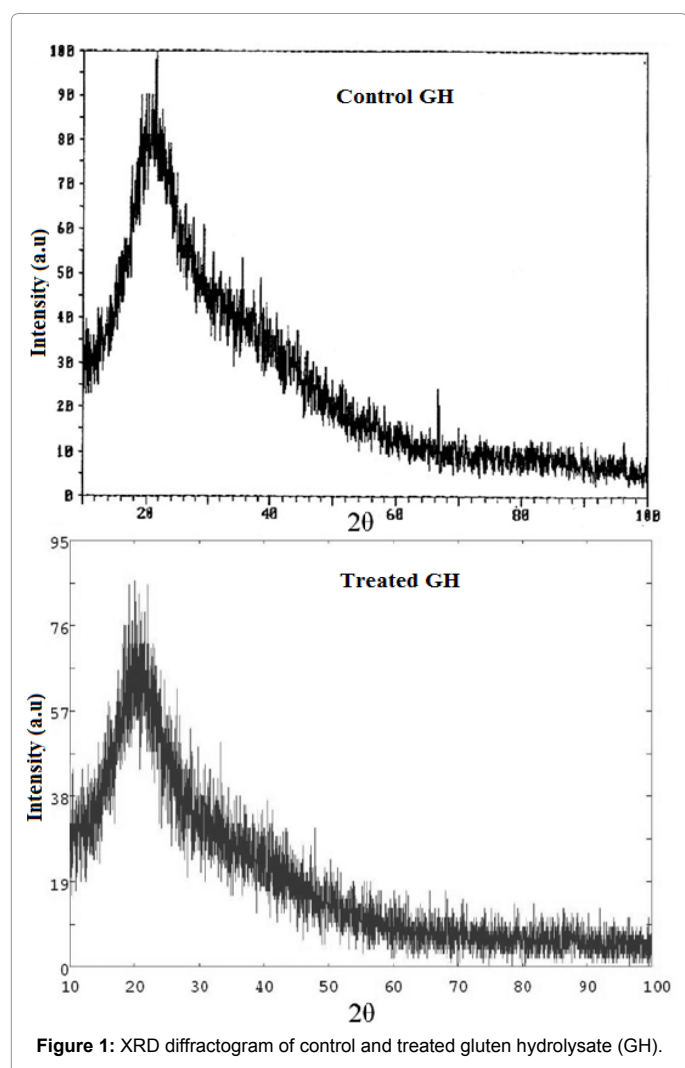 100
90
80
70
60
50
40
30
20
10
0
Control GH
Intensity (a.u)
20 40 60 80 100
2θ
95
76
57
38
19
0
Treated GH
Intensity (a.u)
10 20 30 40 50 60 70 80 90 100
2θ
Figure 1: XRD diffractogram of control and treated gluten hydrolysate (GH).